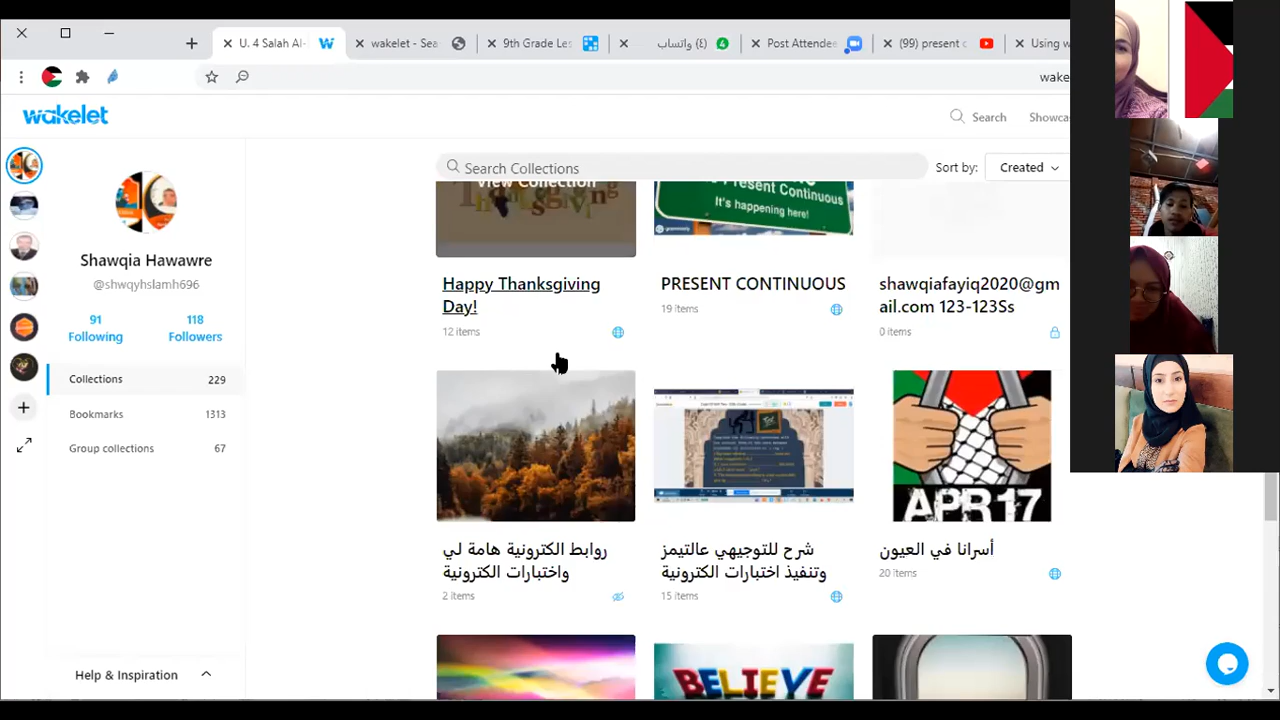 U. 4 Salah Al-
wakelet - Sea
9th Grade Les
(٤) واتساب
4
Post Attendee
(99) present c
Using w
wake
wakelet
Search
Showca
Search Collections
Sort by:
Created
View Collection
Thanksgiving
Present Continuous
It's happening here!
Shawqia Hawawre
@shwqyhslamh696
91
118
Following
Followers
Collections
229
Bookmarks
1313
Group collections
67
Help & Inspiration
Happy Thanksgiving
Day!
12 items
PRESENT CONTINUOUS
19 items
shawqiafayiq2020@gm
ail.com 123-123Ss
0 items
APR 17
روابط الكترونية هامة لي
واختبارات الكترونية
2 items
شرح للتوجيهي عالتيمز
وتنفيذ اختبارات الكترونية
15 items
أسرانا في العيون
20 items
BELIEVE